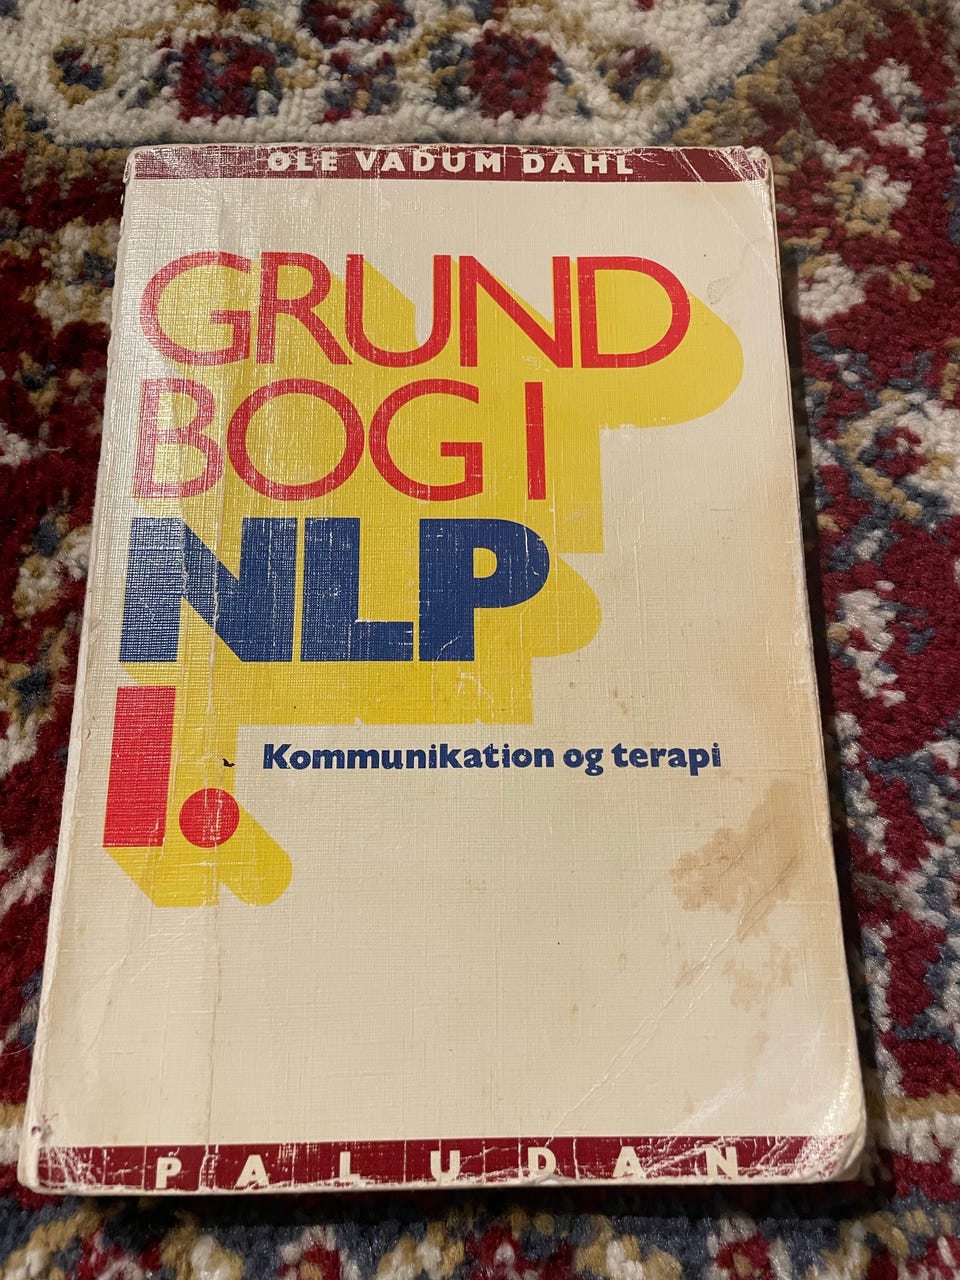 OLE VADUM DAHL
GRUND
BOG I
NLP
I.
Kommunikation og terapi
PALUDAN